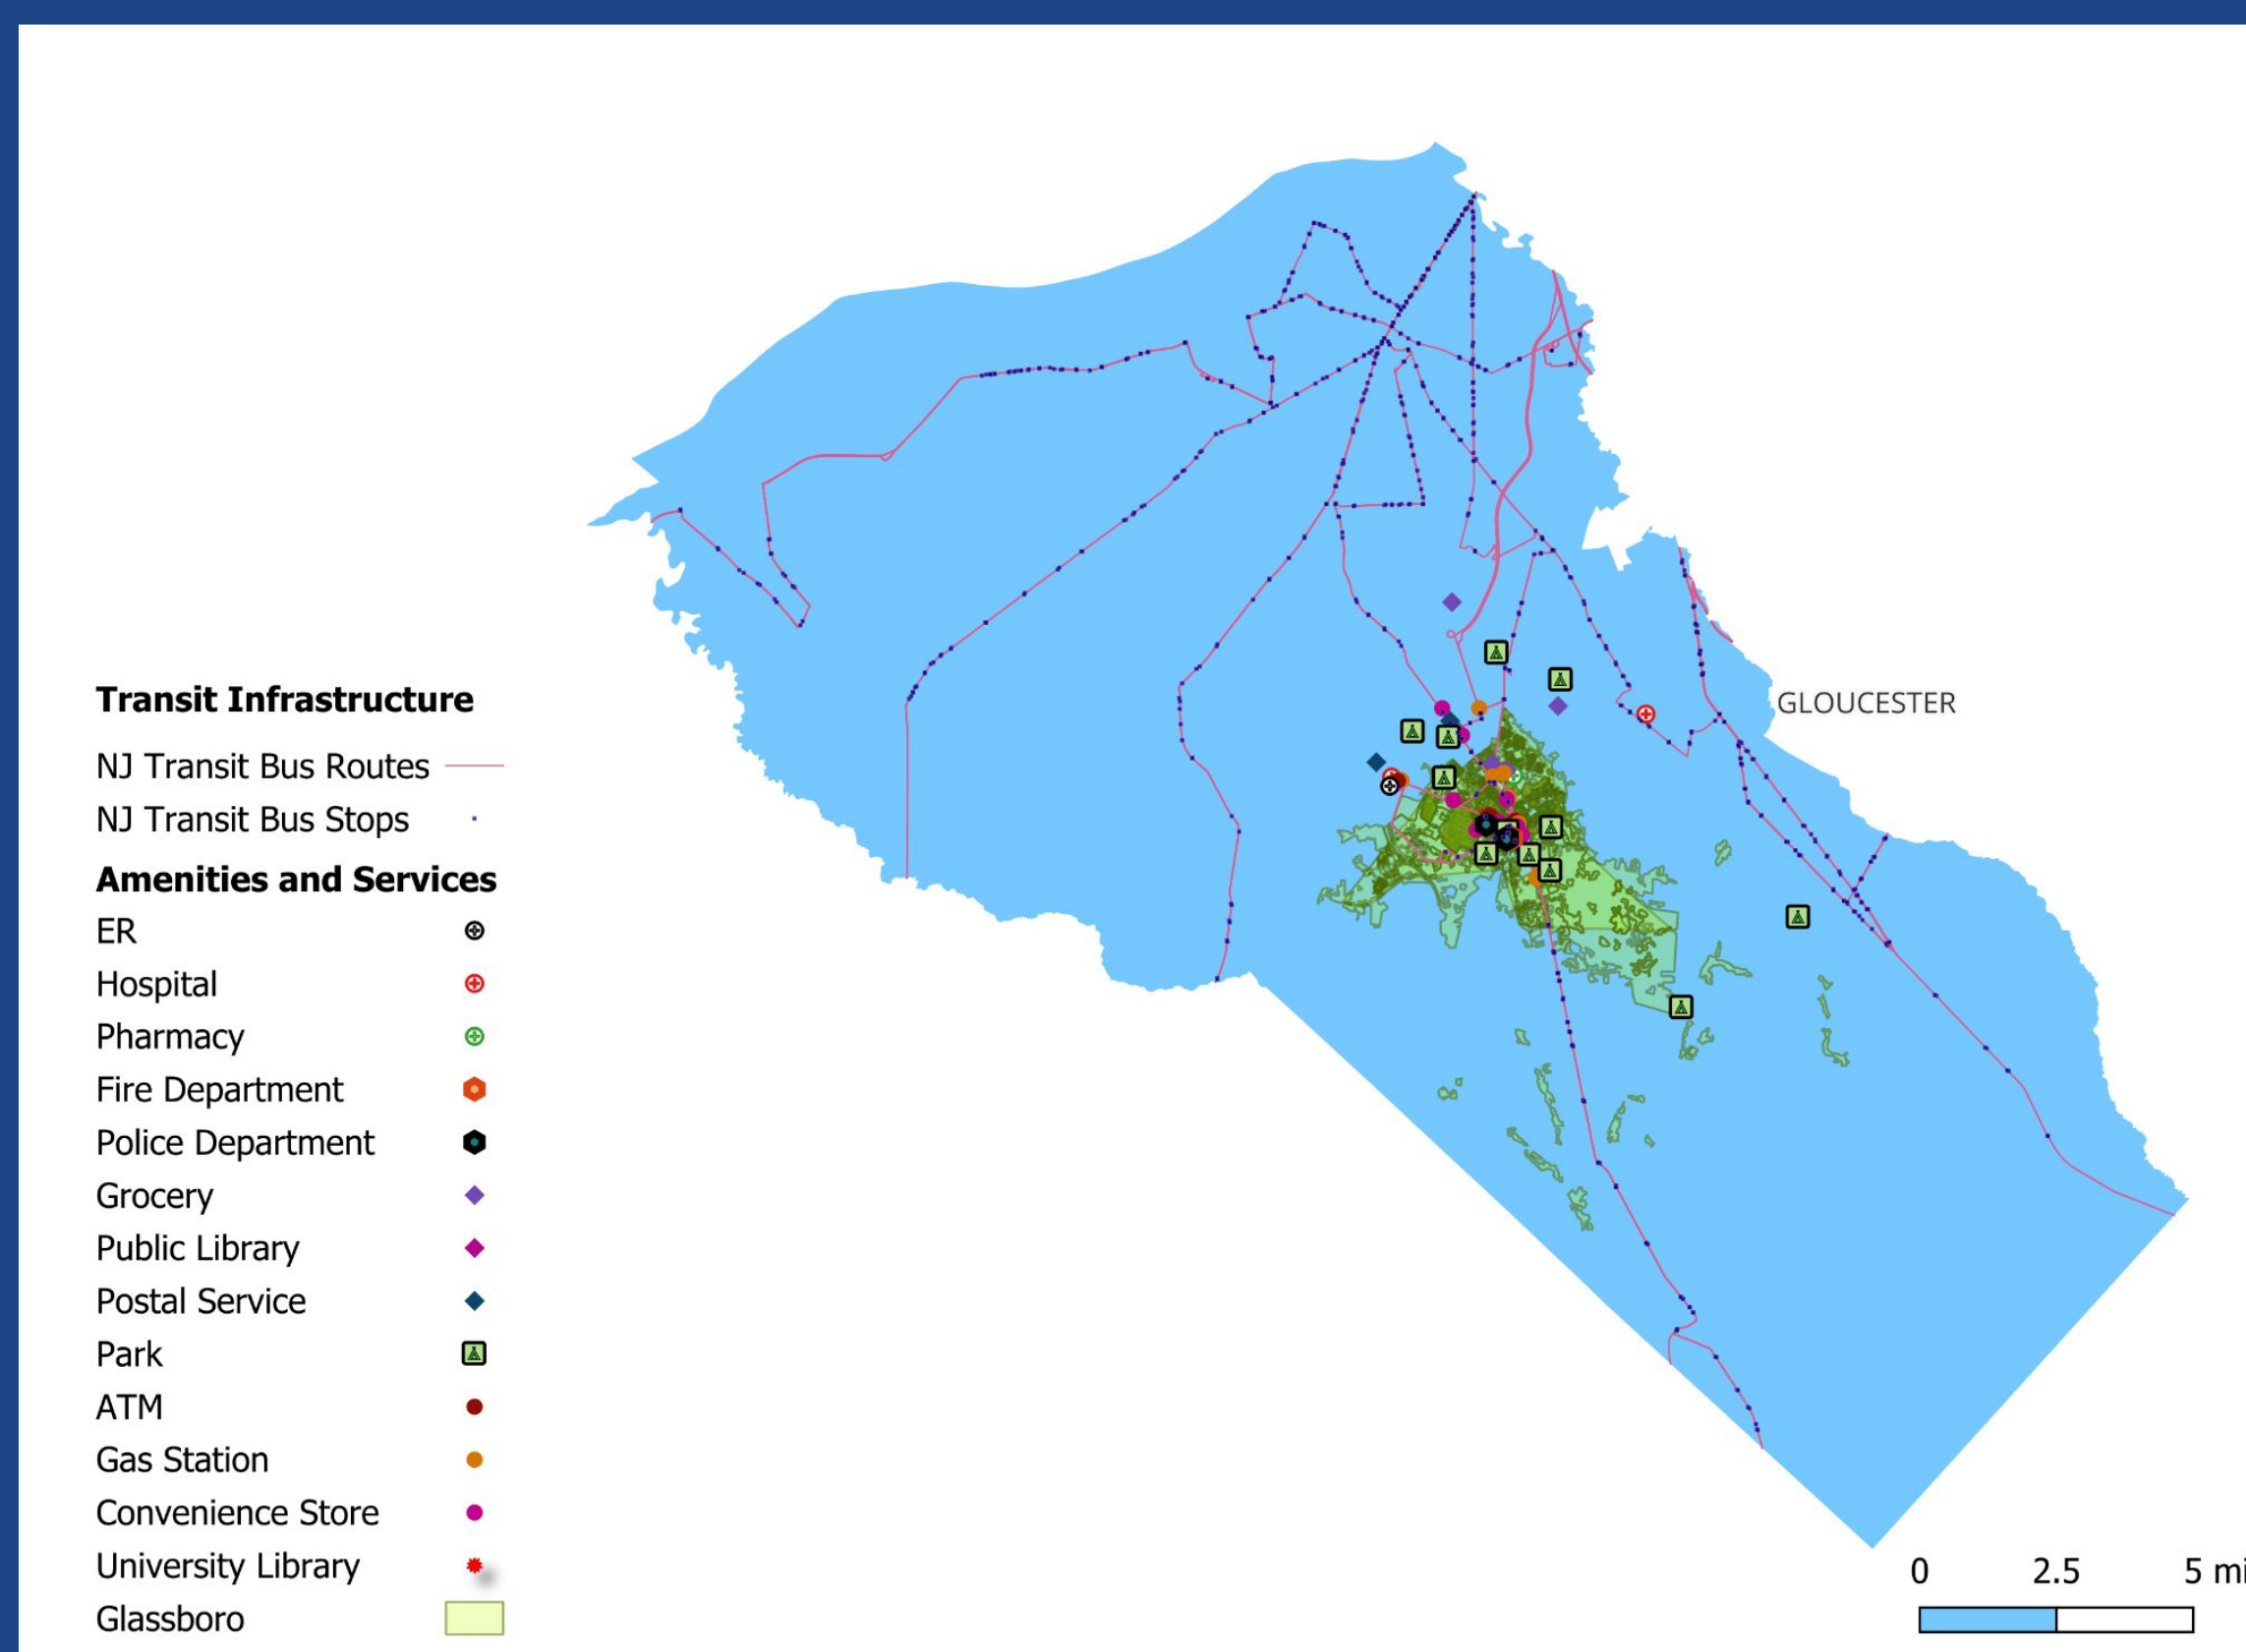 GLOUCESTER
Transit Infrastructure
NJ Transit Bus Routes
NJ Transit Bus Stops
Amenities and Services
ER
Hospital
Pharmacy
Fire Department
Police Department
Grocery
Public Library
Postal Service
Park
ATM
Gas Station
Convenience Store
University Library
Glassboro
0 2.5 5 mi